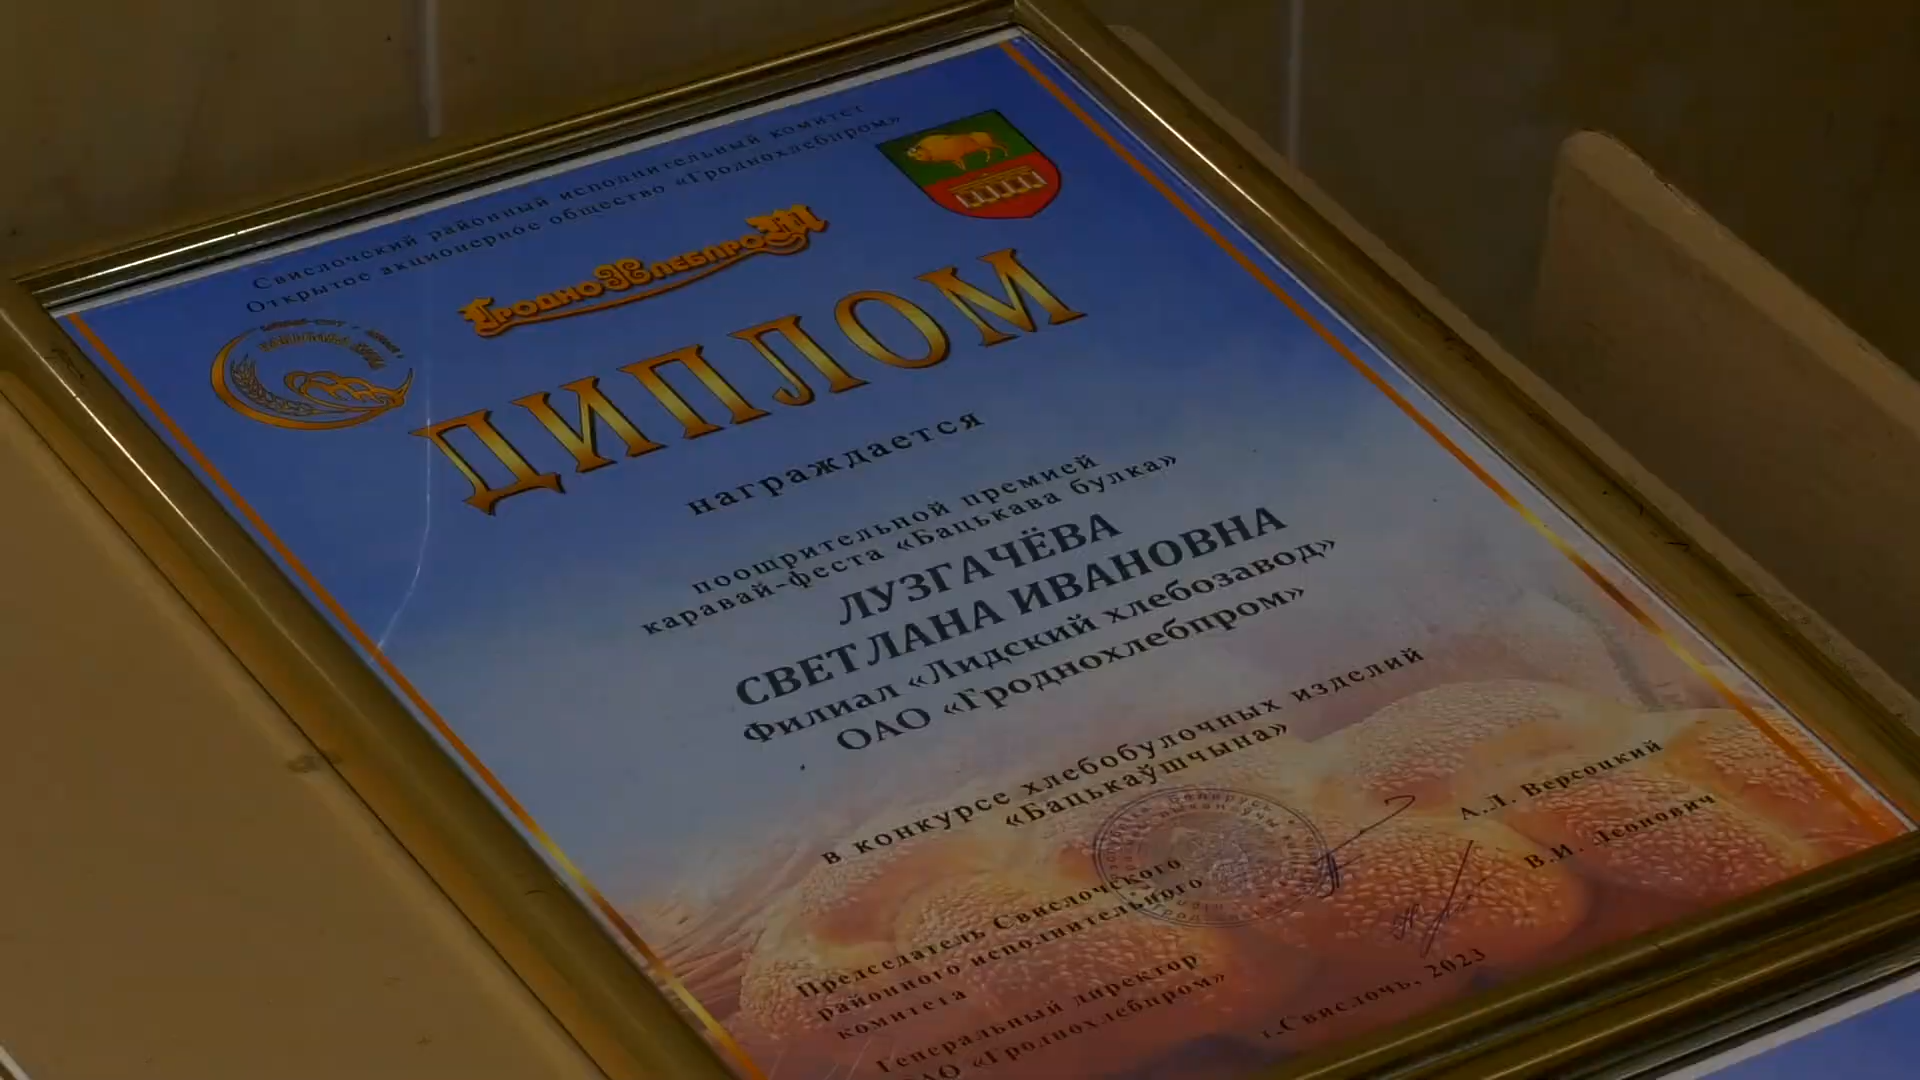 Свислочский районный исполнительный комитет
Открытое акционерное общество «Гроднохлебпром»
ГродноХлебпроМ
ДИПЛОМ
награждается
поощрительной премией
каравай-феста «Бацькава булка»
ЛУЗГАЧЁВА
СВЕТЛАНА ИВАНОВНА
Филиал «Лидский хлебозавод»
ОАО «Гроднохлебпром»
в конкурсе хлебобулочных изделий
«Бацькаўшчына»
Председатель Свислочского
районного исполнительного
комитета
А.Л. Версоцкий
Генеральный директор
ОАО «Гроднохлебпром»
В.И. Леонович
г.Свислочь, 2023